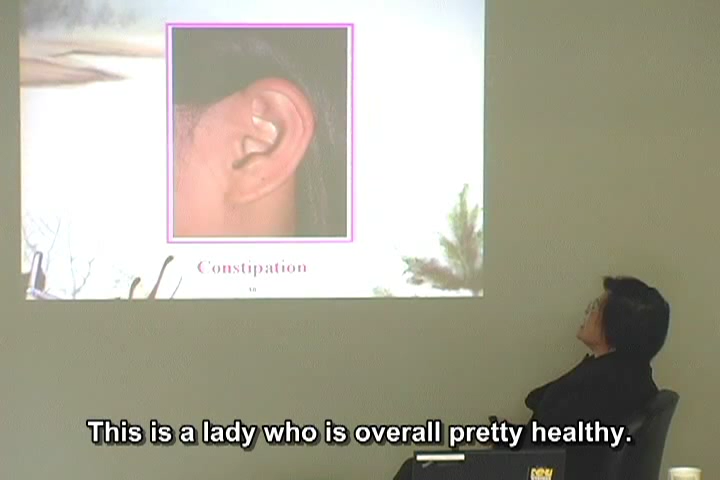 Constipation
This is a lady who is overall pretty healthy.